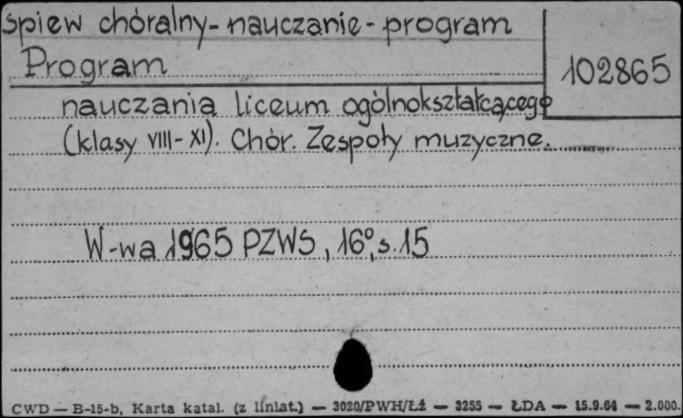 śpiew chóralny-nauczanie-program
Program
102865
nauczania liceum ogólnokształcącego
(klasy VIII-XI). Chór. Zespoły muzyczne.
W-wa 1965 PZWS, 16°, s. 15
CWD — B-15-b, Karta katal. (z liniat.) — 3020/PWH/Łź — 3255 — ŁDA — 15.9.64 — 2.000.